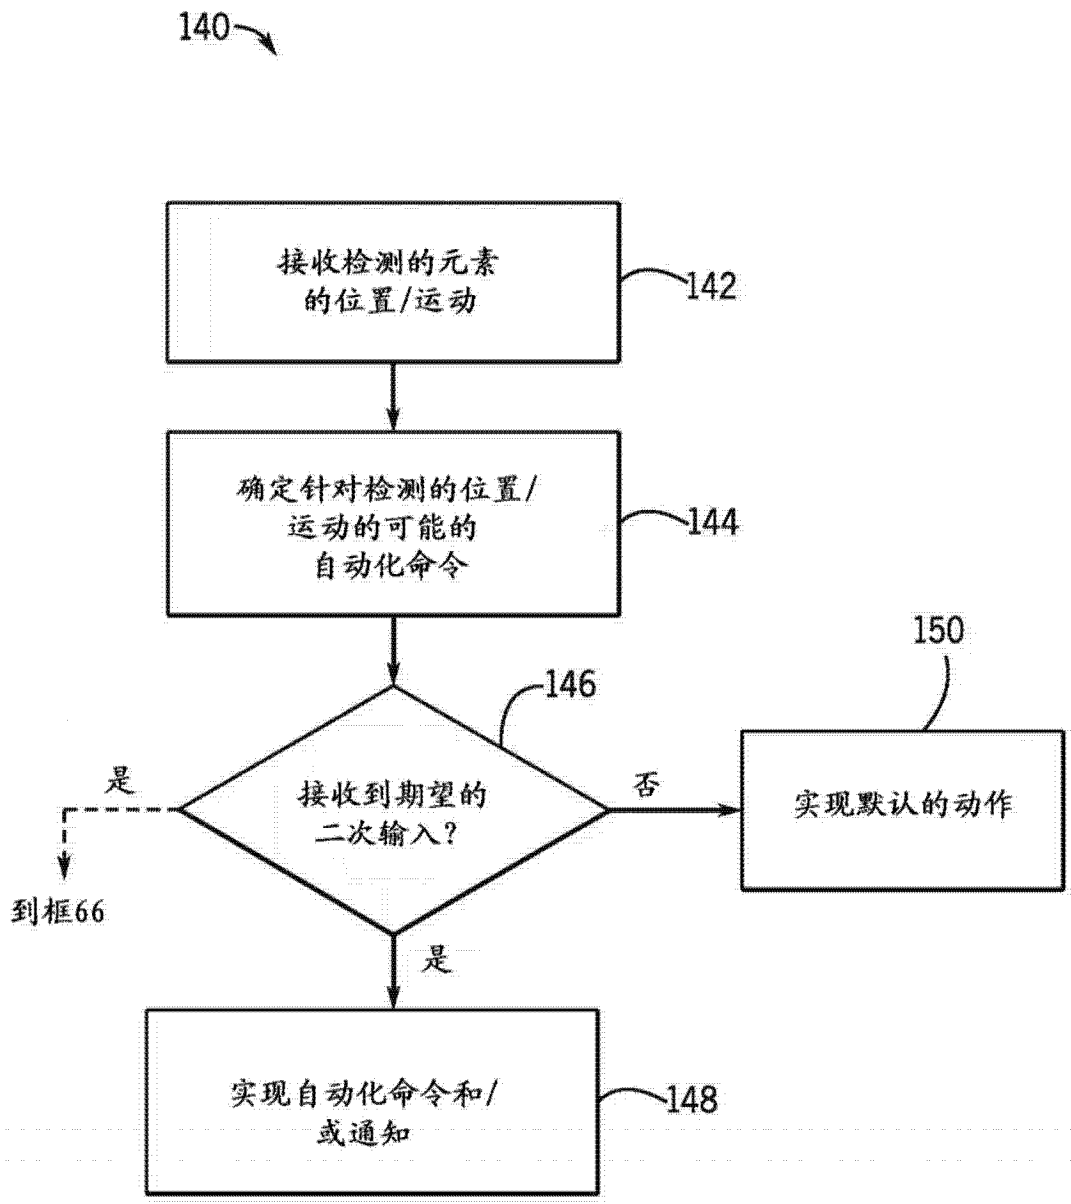 140
接收检测的元素
的位置/运动
142
确定针对检测的位置/
运动的可能的
自动化命令
144
150
146
是
接收到期望的
二次输入?
否
实现默认的动作
到框66
是
实现自动化命令和/
或通知
148